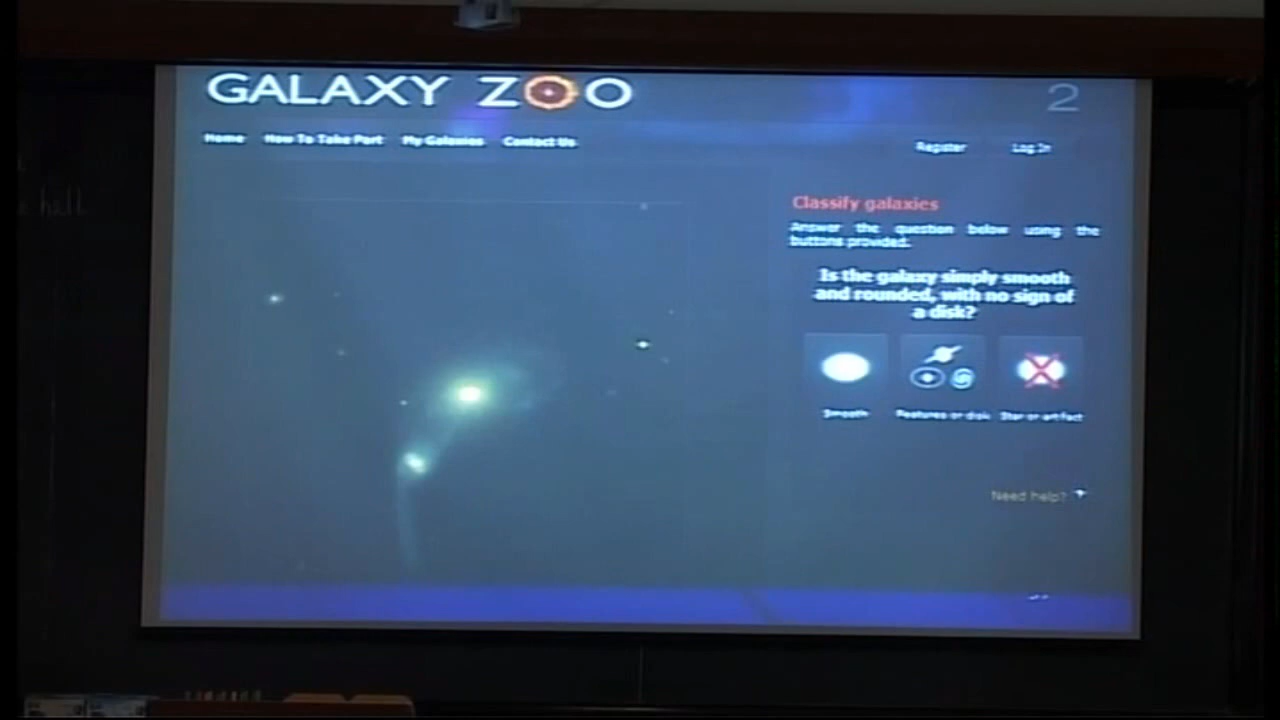 GALAXY ZOO
2
Home How To Take Part My Galaxies Contact Us
Register Log In
Classify galaxies
Answer the question below using the
buttons provided.
Is the galaxy simply smooth
and rounded, with no sign of
a disk?
Smooth Features or disk Star or artifact
Need help?